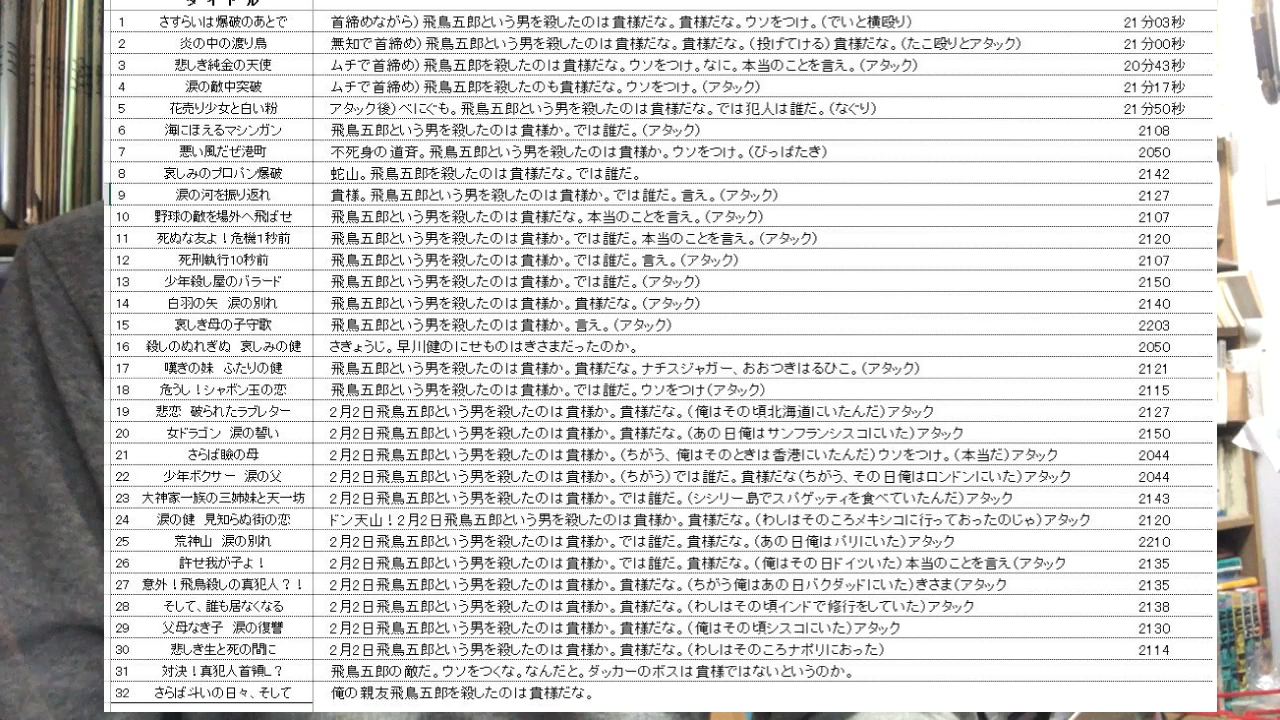 タイトル
1 さすらいは爆破のあとで 首締めながら)飛鳥五郎という男を殺したのは貴様だな。貴様だな。ウソをつけ。(でいと横殴り) 21分03秒
2 炎の中の渡り鳥 無知で首締め)飛鳥五郎という男を殺したのは貴様だな。貴様だな。(投げてける)貴様だな。(たこ殴りとアタック) 21分00秒
3 悲しき純金の天使 ムチで首締め)飛鳥五郎を殺したのは貴様だな。ウソをつけ。なに。本当のことを言え。(アタック) 20分43秒
4 涙の敵中突破 ムチで首締め)飛鳥五郎という男を殺したのも貴様だな。ウソをつけ。(アタック) 21分17秒
5 花売り少女と白い粉 アタック後)べにぐも。飛鳥五郎という男を殺したのは貴様だな。では犯人は誰だ。(なぐり) 21分50秒
6 海にほえるマシンガン 飛鳥五郎という男を殺したのは貴様か。では誰だ。(アタック) 2108
7 悪い風だぜ港町 不死身の道斉。飛鳥五郎という男を殺したのは貴様か。ウソをつけ。(びっぱたき) 2050
8 哀しみのプロパン爆破 蛇山。飛鳥五郎を殺したのは貴様だな。では誰だ。 2142
9 涙の河を振り返れ 貴様。飛鳥五郎という男を殺したのは貴様か。では誰だ。言え。(アタック) 2127
10 野球の敵を場外へ飛ばせ 飛鳥五郎という男を殺したのは貴様だな。本当のことを言え。(アタック) 2107
11 死ぬな友よ!危機1秒前 飛鳥五郎という男を殺したのは貴様か。では誰だ。本当のことを言え。(アタック) 2120
12 死刑執行10秒前 飛鳥五郎という男を殺したのは貴様か。では誰だ。言え。(アタック) 2107
13 少年殺し屋のバラード 飛鳥五郎という男を殺したのは貴様か。では誰だ。(アタック) 2150
14 白羽の矢 涙の別れ 飛鳥五郎という男を殺したのは貴様か。貴様だな。(アタック) 2140
15 哀しき母の子守歌 飛鳥五郎という男を殺したのは貴様か。言え。(アタック) 2203
16 殺しのぬれぎぬ 哀しみの健 さきょうじ。早川健のにせものはきさまだったのか。 2050
17 嘆きの妹 ふたりの健 飛鳥五郎という男を殺したのは貴様か。貴様だな。ナチスジャガー、おおつきはるひこ。(アタック) 2121
18 危うし!シャボン玉の恋 飛鳥五郎という男を殺したのは貴様か。では誰だ。ウソをつけ(アタック) 2115
19 悲恋 破られたラブレター 2月2日飛鳥五郎という男を殺したのは貴様か。貴様だな。(俺はその頃北海道にいたんだ)アタック 2127
20 女ドラゴン 涙の誓い 2月2日飛鳥五郎という男を殺したのは貴様か。貴様だな。(あの日俺はサンフランシスコにいた)アタック 2150
21 さらば瞼の母 2月2日飛鳥五郎という男を殺したのは貴様か。(ちがう、俺はそのときは香港にいたんだ)ウソをつけ。(本当だ)アタック 2044
22 少年ボクサー 涙の父 2月2日飛鳥五郎という男を殺したのは貴様か。(ちがう)では誰だ。貴様だな(ちがう、その日俺はロンドンにいた)アタック 2044
23 大神家一族の三姉妹と天一坊 2月2日飛鳥五郎という男を殺したのは貴様か。では誰だ。(シシリー島でスパゲッティを食べていたんだ)アタック 2143
24 涙の健 見知らぬ街の恋 ドン天山!2月2日飛鳥五郎という男を殺したのは貴様か。貴様だな。(わしはそのころメキシコに行っておったのじゃ)アタック 2120
25 荒神山 涙の別れ 2月2日飛鳥五郎という男を殺したのは貴様か。貴様だな。(あの日俺はパリにいた)アタック 2210
26 許せ我が子よ! 2月2日飛鳥五郎という男を殺したのは貴様か。貴様だな。(俺はその日ドイツいた)本当のことを言え(アタック 2135
27 意外!飛鳥殺しの真犯人?! 2月2日飛鳥五郎という男を殺したのは貴様か。貴様だな。(ちがう俺はあの日バクダッドにいた)きさま(アタック 2135
28 そして、誰も居なくなる 2月2日飛鳥五郎という男を殺したのは貴様か。貴様だな。(わしはその頃インドで修行をしていた)アタック 2138
29 父母なき子 涙の復讐 2月2日飛鳥五郎という男を殺したのは貴様か。貴様だな。(俺はその頃シスコにいた)アタック 2130
30 悲しき生と死の間に 2月2日飛鳥五郎という男を殺したのは貴様か。貴様だな。(わしはそのころナポリにおった) 2114
31 対決!真犯人首領L? 飛鳥五郎の敵だ。ウソをつくな。なんだと。ダッカーのボスは貴様ではないというのか。
32 さらば斗いの日々、そして 俺の親友飛鳥五郎を殺したのは貴様だな。